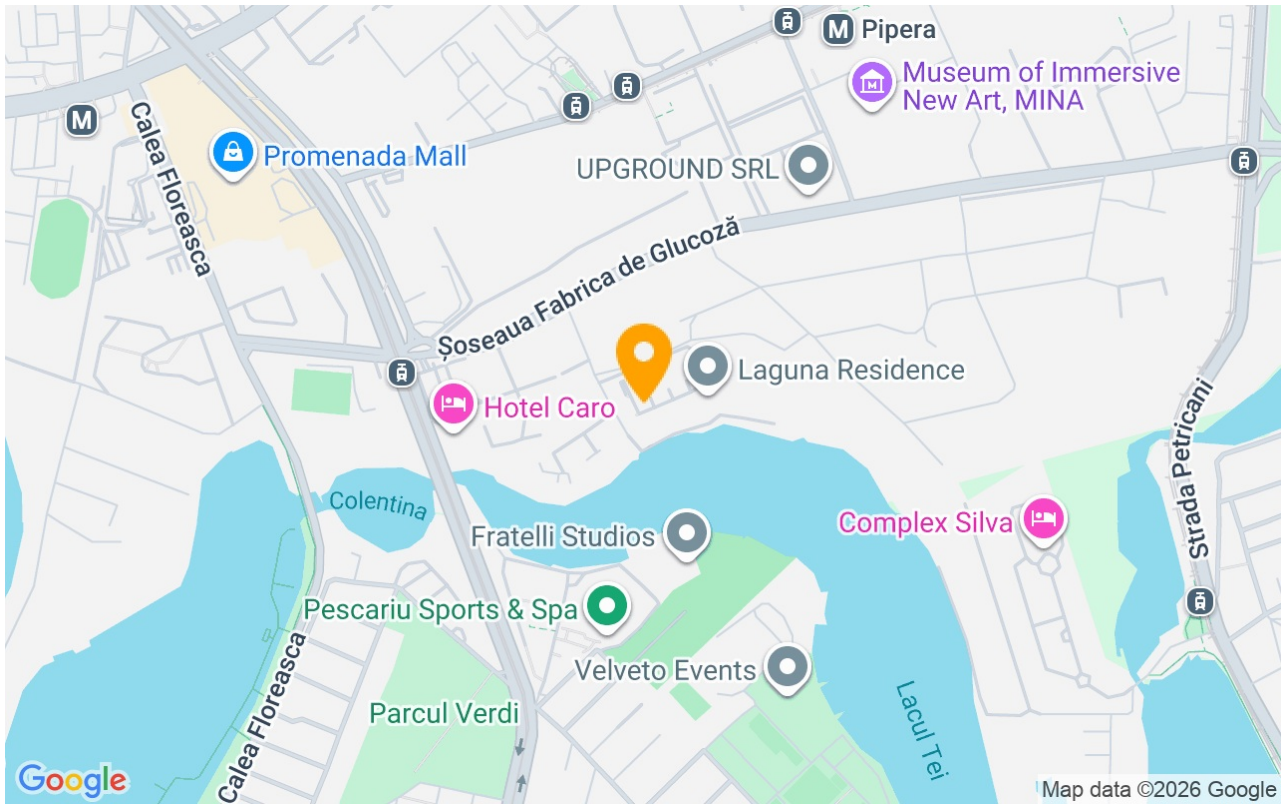 M Pipera
Museum of Immersive
New Art, MINA
M
Calea Floreasca
Promenada Mall
UPGROUND SRL
Șoseaua Fabrica de Glucoză
Laguna Residence
Hotel Caro
Strada Petricani
Colentina
Complex Silva
Fratelli Studios
Pescariu Sports & Spa
Velveto Events
Calea Floreasca
Parcul Verdi
Lacul Tei
Google
Map data ©2026 Google